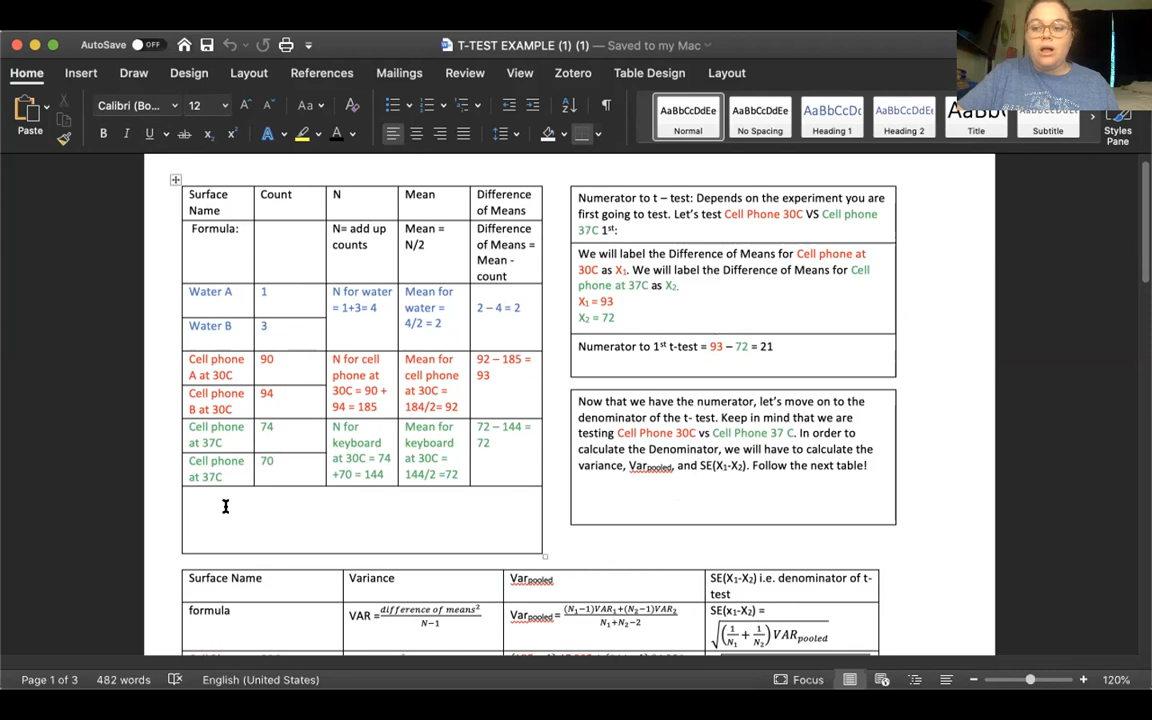 AutoSave OFF
T-TEST EXAMPLE (1) (1) — Saved to my Mac
Home Insert Draw Design Layout References Mailings Review View Zotero Table Design Layout
Paste
Calibri (Bo... 12 Aa
B I U ab x₂ x² A A
AaBbCcDdEe
Normal
AaBbCcDdEe
No Spacing
AaBbCcDc
Heading 1
AaBbCcDdEe
Heading 2
AaBbCcDc
Title
AaBbCcDdEe
Subtitle
Styles
Pane
Surface
Name
Count
N
Mean
Difference
of Means
Formula:
N= add up
counts
Mean =
N/2
Difference
of Means =
Mean -
count
Water A
1
N for water
= 1+3= 4
Mean for
water =
4/2 = 2
2 – 4 = 2
Water B
3
Cell phone
A at 30C
90
N for cell
phone at
30C = 90 +
94 = 185
Mean for
cell phone
at 30C =
184/2= 92
92 – 185 =
93
Cell phone
B at 30C
94
Cell phone
at 37C
74
N for
keyboard
at 30C = 74
+70 = 144
Mean for
keyboard
at 30C =
144/2 =72
72 – 144 =
72
Cell phone
at 37C
70
Numerator to t – test: Depends on the experiment you are
first going to test. Let's test Cell Phone 30C VS Cell phone
37C 1st:
We will label the Difference of Means for Cell phone at
30C as X₁. We will label the Difference of Means for Cell
phone at 37C as X₂.
X₁ = 93
X₂ = 72
Numerator to 1st t-test = 93 – 72 = 21
Now that we have the numerator, let's move on to the
denominator of the t- test. Keep in mind that we are
testing Cell Phone 30C vs Cell Phone 37 C. In order to
calculate the Denominator, we will have to calculate the
variance, Varpooled, and SE(X₁-X₂). Follow the next table!
Surface Name
Variance
Varpooled
SE(X₁-X₂) i.e. denominator of t-
test
formula
VAR = difference of means² / N−1
Varpooled = (N₁−1)VAR₁+(N₂−1)VAR₂ / N₁+N₂−2
SE(x₁-X₂) =
√(1/N₁ + 1/N₂) VARpooled
Page 1 of 3 482 words English (United States) Focus 120%